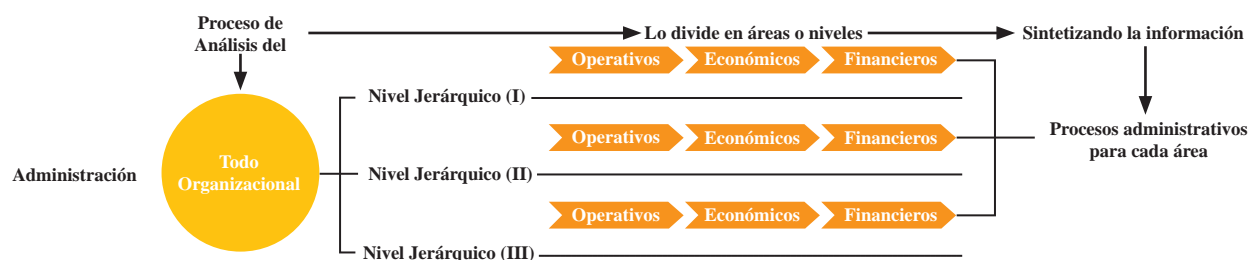 Proceso de
Análisis del
Lo divide en áreas o niveles
Sintetizando la información
Operativos Económicos Financieros
Nivel Jerárquico (I)
Operativos Económicos Financieros
Procesos administrativos
para cada área
Todo
Organizacional
Administración
Nivel Jerárquico (II)
Operativos Económicos Financieros
Nivel Jerárquico (III)